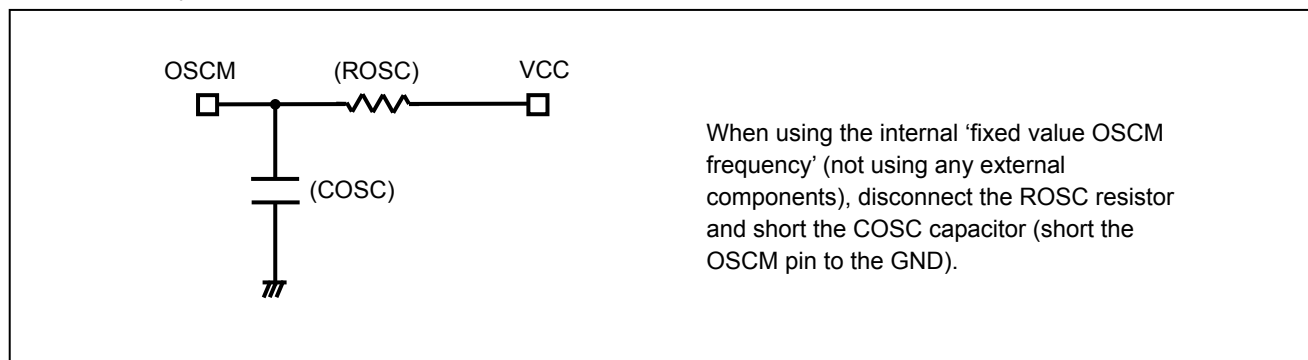 OSCM (ROSC) VCC
(COSC)
When using the internal ‘fixed value OSCM
frequency’ (not using any external
components), disconnect the ROSC resistor
and short the COSC capacitor (short the
OSCM pin to the GND).